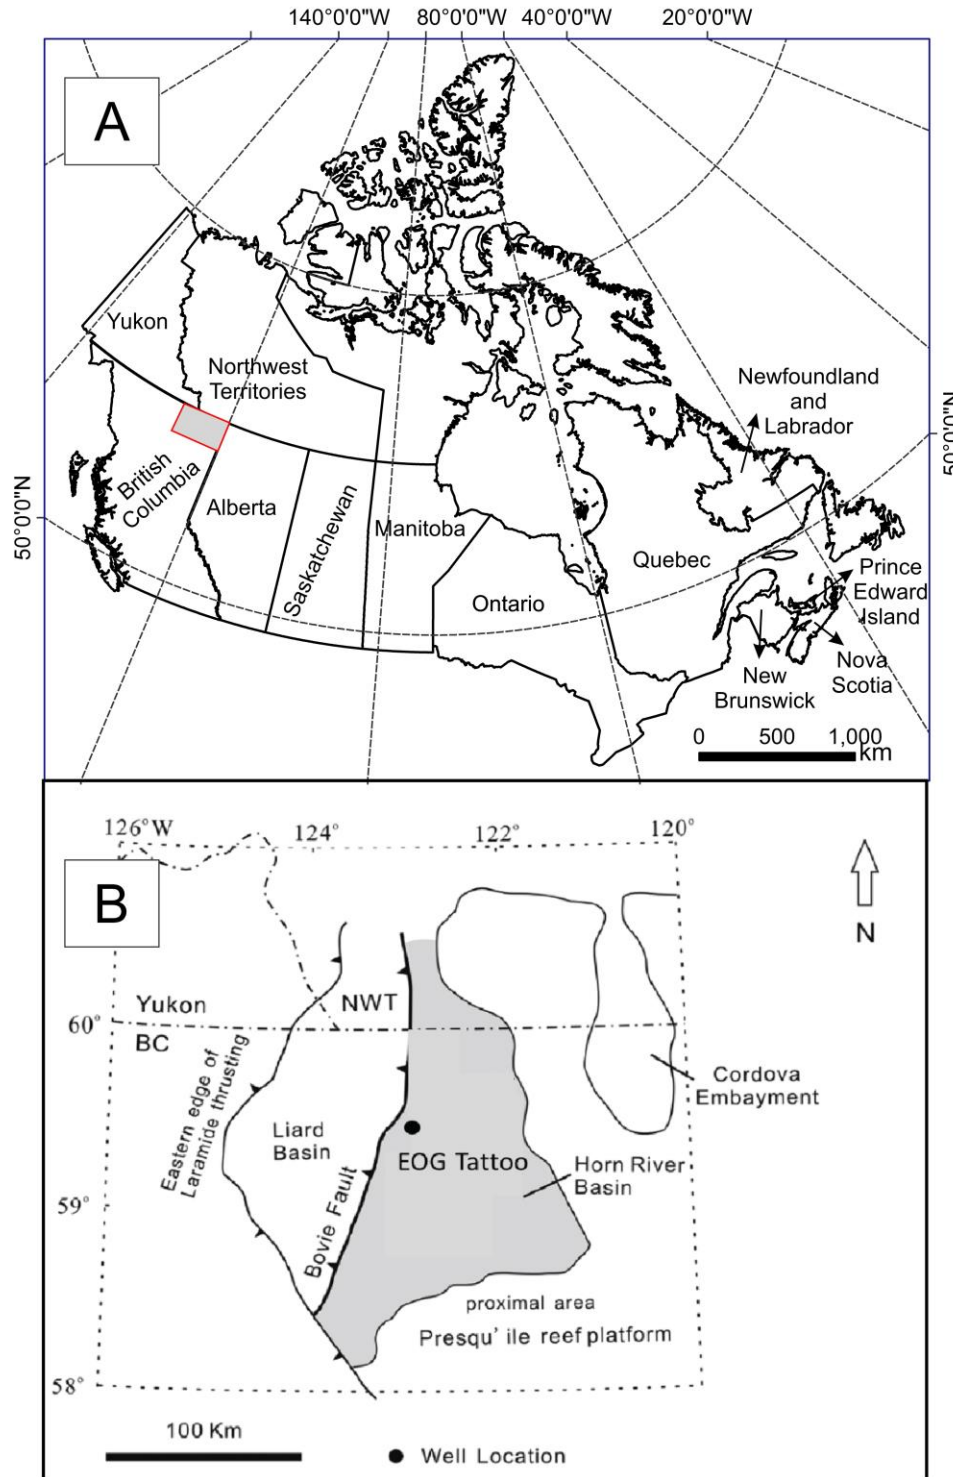 140°0'0"W 80°0'0"W 40°0'0"W 20°0'0"W
A
Yukon
Northwest
Territories
Newfoundland
and
Labrador
50°0'0"N
50°0'0"N
British
Columbia
Alberta
Saskatchewan
Manitoba
Ontario
Quebec
Prince
Edward
Island
Nova
Scotia
New
Brunswick
0 500 1,000
km
126°W 124° 122° 120°
B
N
NWT
Yukon
60°
BC
Eastern edge of
Laramide thrusting
Liard
Basin
Cordova
Embayment
EOG Tattoo
Horn River
Basin
59°
Bovie Fault
proximal area
Presqu' ile reef platform
58°
100 Km
Well Location